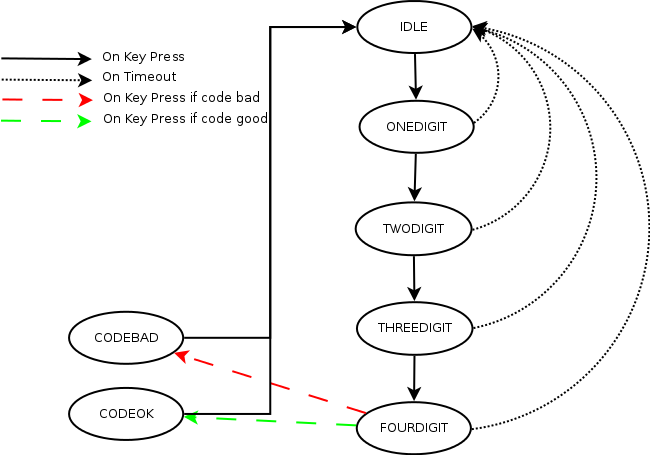 IDLE
On Key Press
On Timeout
On Key Press if code bad
On Key Press if code good
ONEDIGIT
TWODIGIT
THREEDIGIT
CODEBAD
CODEOK
FOURDIGIT